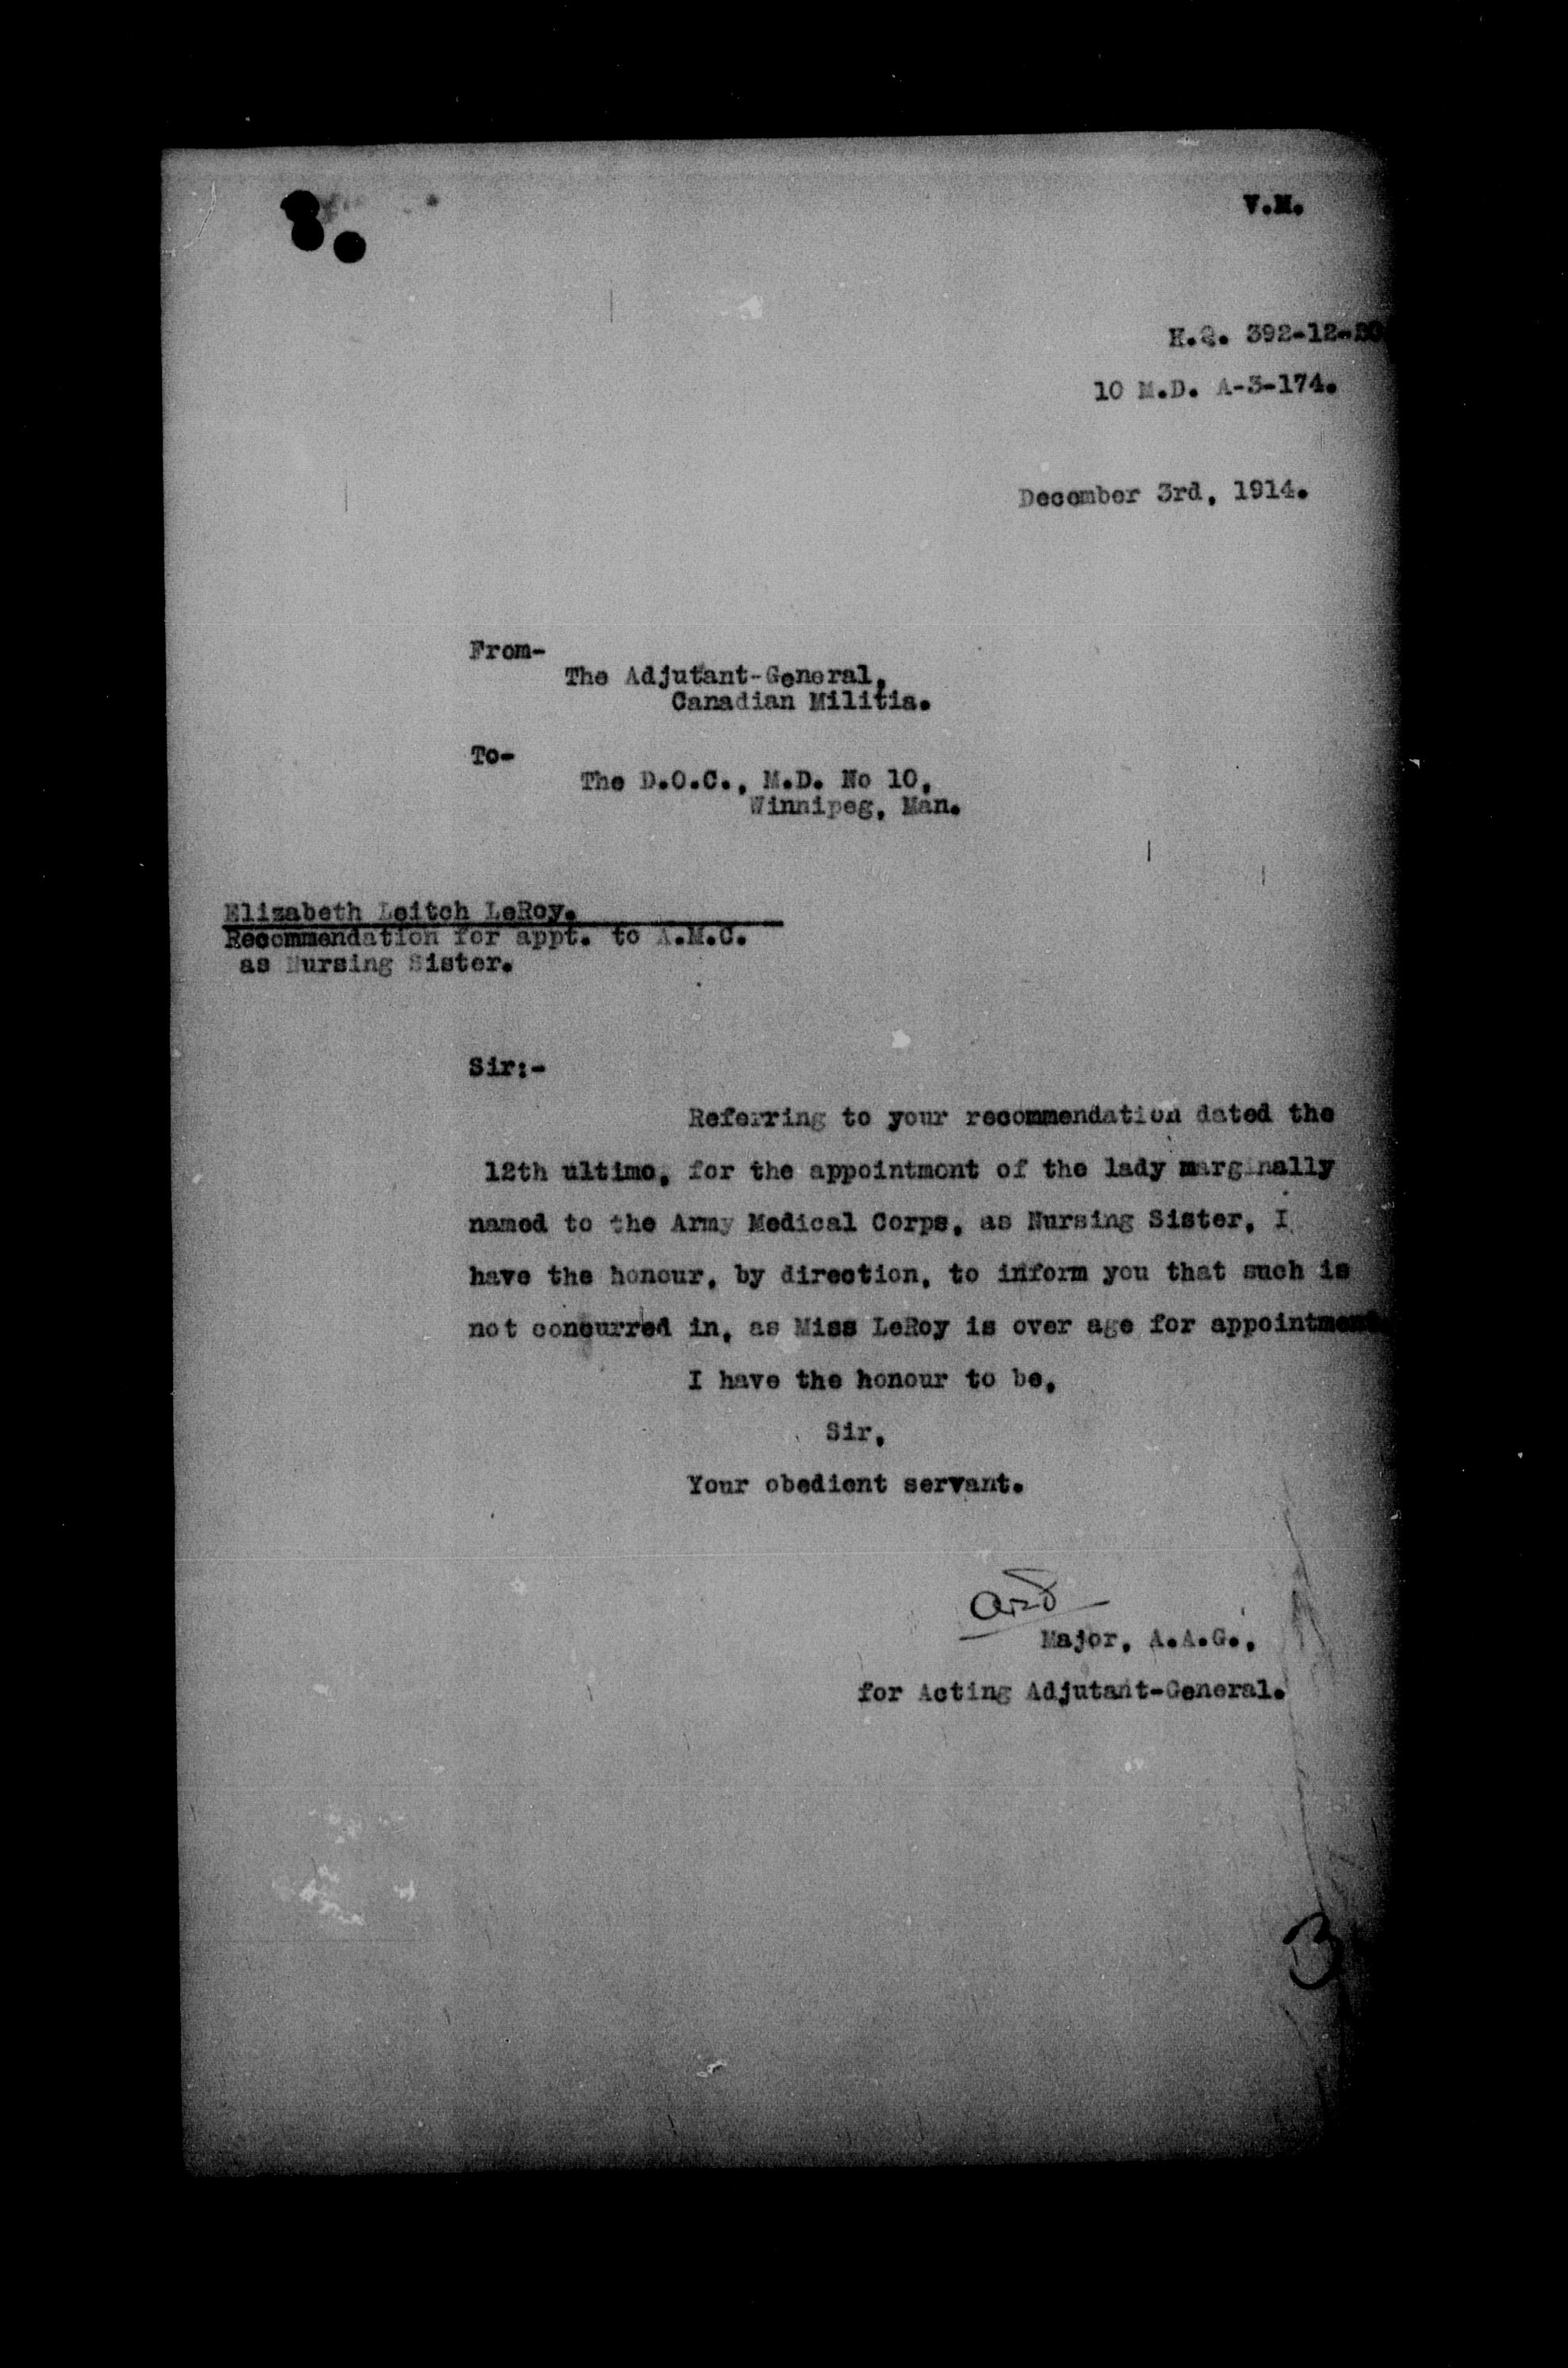 V.M.
H.Q. 392-12-
10 M.D. A-3-174.
December 3rd, 1914.
From-
The Adjutant-General,
Canadian Militia.
To-
The D.O.C., M.D. No 10,
Winnipeg, Man.
Elizabeth Leitch LeRoy.
Recommendation for appt. to A.M.C.
as Nursing Sister.
Sir:-
Referring to your recommendation dated the
12th ultimo, for the appointment of the lady marginally
named to the Army Medical Corps, as Nursing Sister, I
have the honour, by direction, to inform you that such is
not concurred in, as Miss LeRoy is over age for appointment
I have the honour to be,
Sir,
Your obedient servant.
Major, A.A.G.,
for Acting Adjutant-General.
3